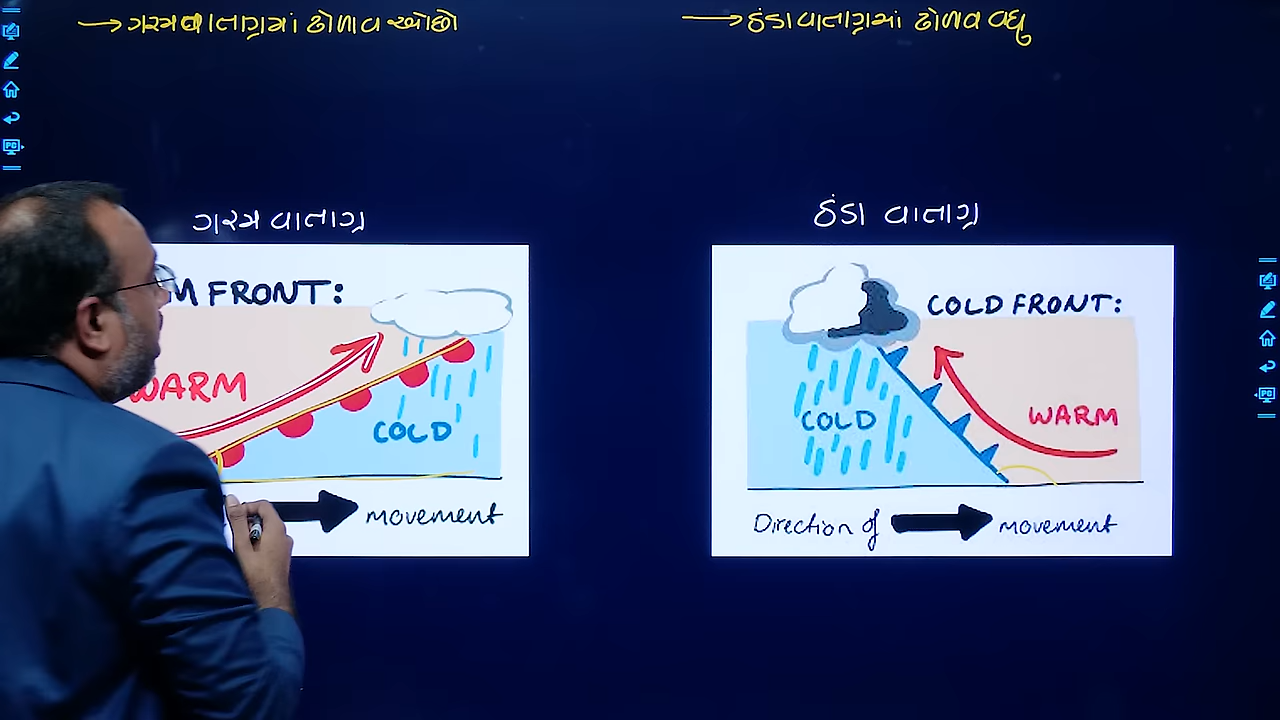 → ગરમ વાતાગ્રમાં ઢોળાવ ઓછો
→ ઠંડા વાતાગ્રમાં ઢોળાવ વધુ
ગરમ વાતાગ્ર
ઠંડા વાતાગ્ર
FRONT:
WARM
COLD
movement
COLD FRONT:
COLD
WARM
Direction of movement